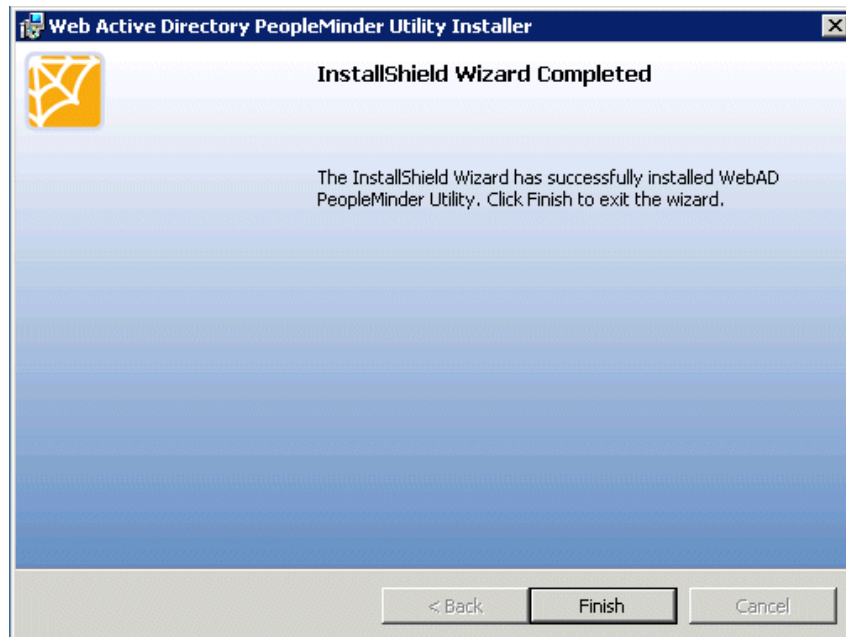 Web Active Directory PeopleMinder Utility Installer
InstallShield Wizard Completed
The InstallShield Wizard has successfully installed WebAD
PeopleMinder Utility. Click Finish to exit the wizard.
< Back
Finish
Cancel